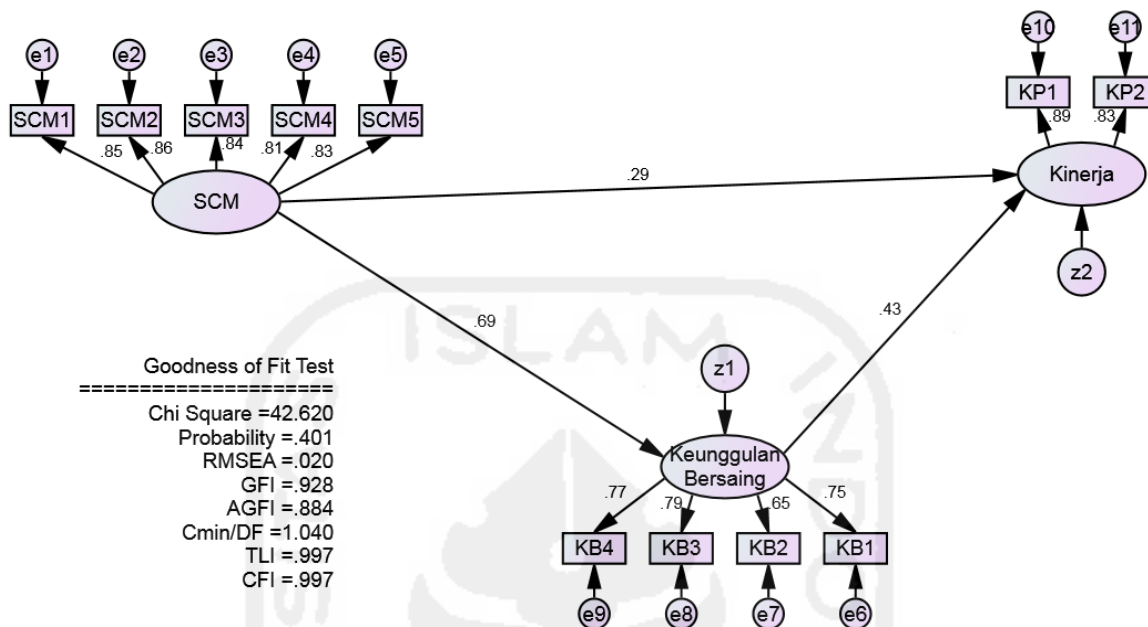 e1 e2 e3 e4 e5
e10 e11
SCM1 SCM2 SCM3 SCM4 SCM5
KP1 KP2
.85 .86 .84 .81 .83
.89 .83
SCM
.29
Kinerja
z2
.69
.43
ISLAM
Goodness of Fit Test
=====================
Chi Square =42.620
Probability =.401
RMSEA =.020
GFI =.928
AGFI =.884
Cmin/DF =1.040
TLI =.997
CFI =.997
z1
Keunggulan
Bersaing
.77 .79 .65 .75
KB4 KB3 KB2 KB1
e9 e8 e7 e6